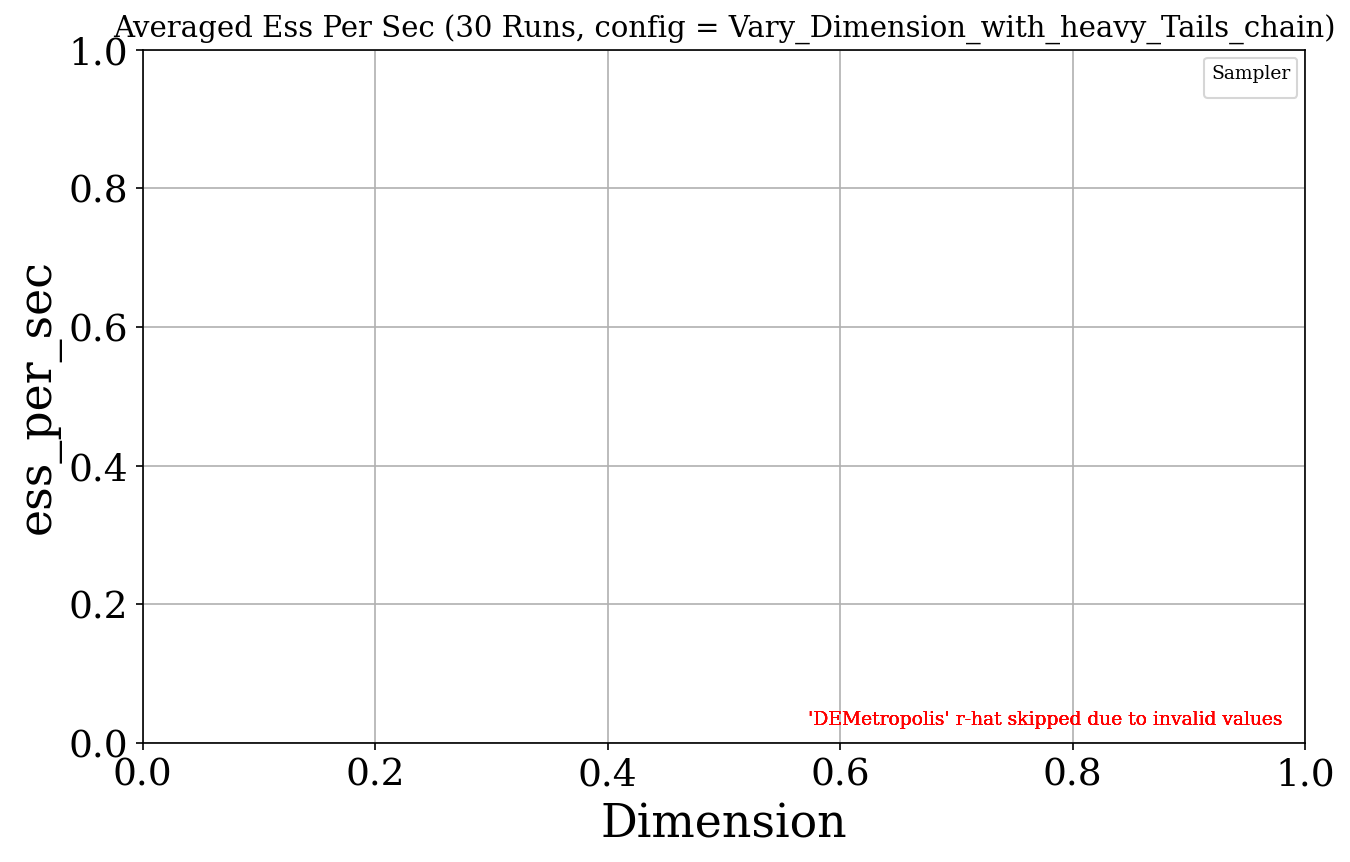 Averaged Ess Per Sec (30 Runs, config = Vary_Dimension_with_heavy_Tails_chain)
1.0
0.8
0.6
0.4
0.2
0.0
ess_per_sec
Sampler
'DEMetropolis' r-hat skipped due to invalid values
0.0 0.2 0.4 0.6 0.8 1.0
Dimension